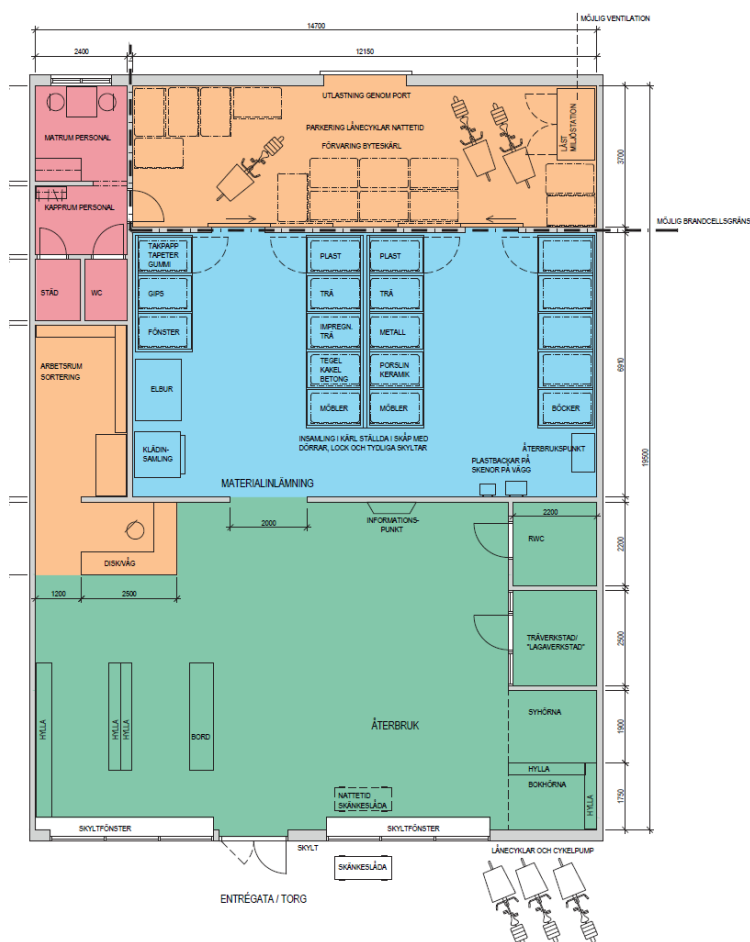 MÖJLIG VENTILATION
14700
2400
12150
UTLASTNING GENOM PORT
MATRUM PERSONAL
PARKERING LÅNECYKLAR NATTETID
FÖRVARING BYTESKÄRL
LÅST
MILJÖSTATION
3700
KAPPRUM PERSONAL
MÖJLIG BRANDCELLSGRÄNS
STÄD
WC
TAKPAPP
TAPETER
GUMMI
GIPS
FÖNSTER
ELBUR
KLÄDIN-
SAMLING
PLAST
TRÄ
IMPREGN.
TRÄ
TEGEL
KAKEL
BETONG
MÖBLER
PLAST
TRÄ
METALL
PORSLIN
KERAMIK
MÖBLER
BÖCKER
6910
19500
ARBETSRUM
SORTERING
INSAMLING I KÄRL STÄLLDA I SKÅP MED
DÖRRAR, LOCK OCH TYDLIGA SKYLTAR
ÅTERBRUKSPUNKT
PLASTBACKAR PÅ
SKENOR PÅ VÄGG
MATERIALINLÄMNING
2000
INFORMATIONS-
PUNKT
2200
RWC
2200
DISK/VÅG
1200
2500
TRÄVERKSTAD/
"LAGAVERKSTAD"
2500
HYLLA
HYLLA
HYLLA
BORD
ÅTERBRUK
SYHÖRNA
1900
HYLLA
BOKHÖRNA
HYLLA
1750
NATTETID
SKÄNKESLÅDA
SKYLTFÖNSTER
SKYLTFÖNSTER
SKYLT
LÅNECYKLAR OCH CYKELPUMP
SKÄNKESLÅDA
ENTRÉGATA / TORG